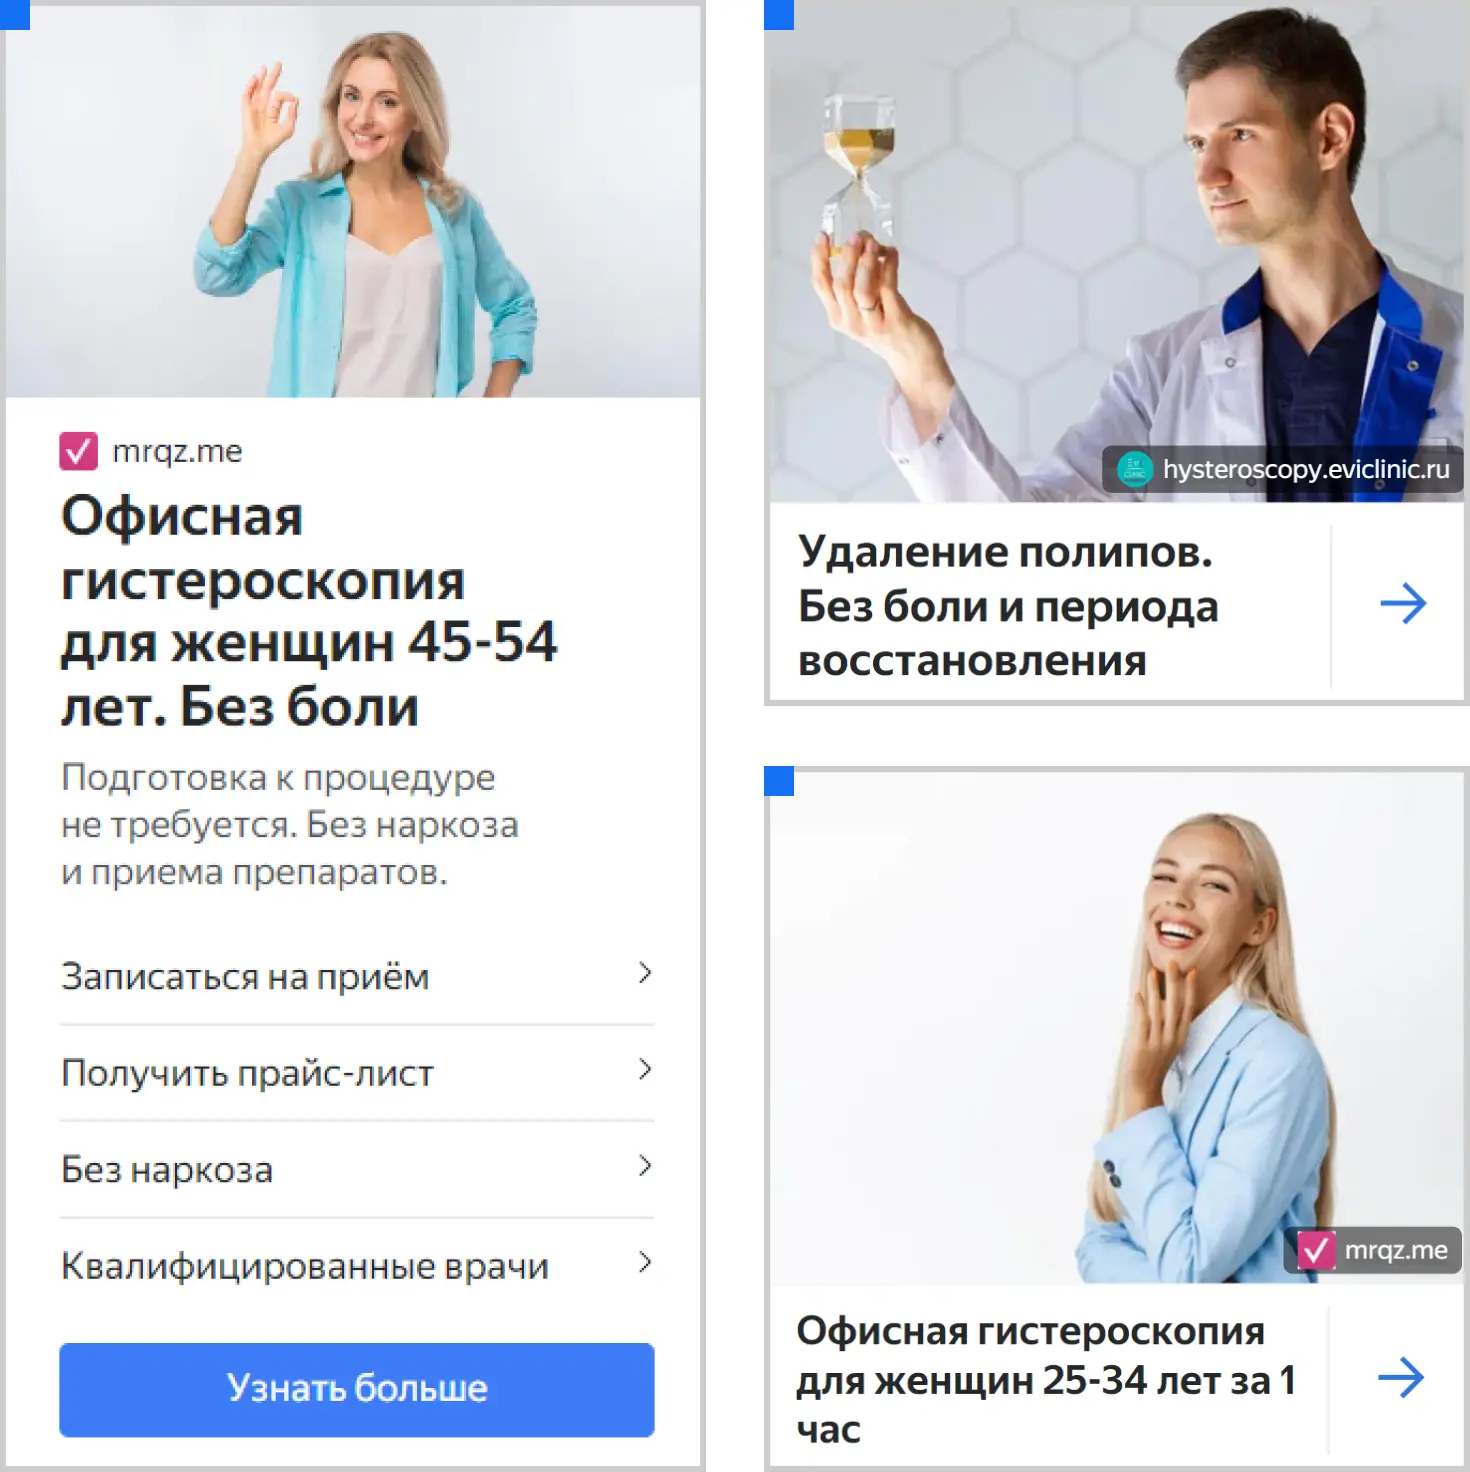 mrqz.me
Офисная
гистероскопия
для женщин 45-54
лет. Без боли
Подготовка к процедуре
не требуется. Без наркоза
и приема препаратов.
Записаться на приём
Получить прайс-лист
Без наркоза
Квалифицированные врачи
Узнать больше
hysteroscopy.eviclinic.ru
Удаление полипов.
Без боли и периода
восстановления
mrqz.me
Офисная гистероскопия
для женщин 25-34 лет за 1
час